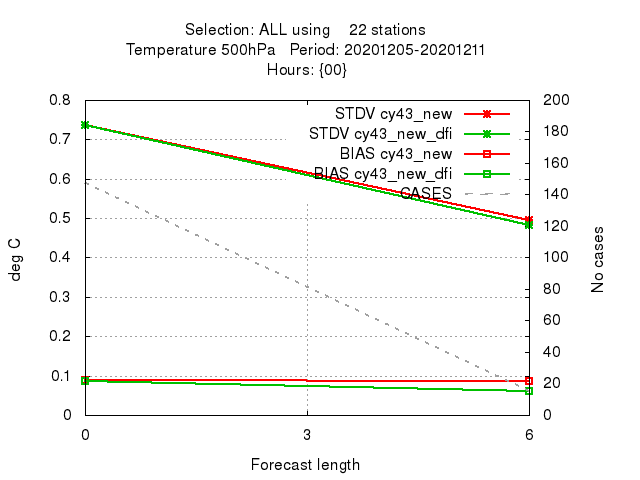 Selection: ALL using 22 stations
Temperature 500hPa Period: 20201205-20201211
Hours: {00}
0.8
0.7
0.6
0.5
0.4
0.3
0.2
0.1
0
deg C
200
180
160
140
120
100
80
60
40
20
0
No cases
STDV cy43_new
STDV cy43_new_dfi
BIAS cy43_new
BIAS cy43_new_dfi
CASES
0 3 6
Forecast length